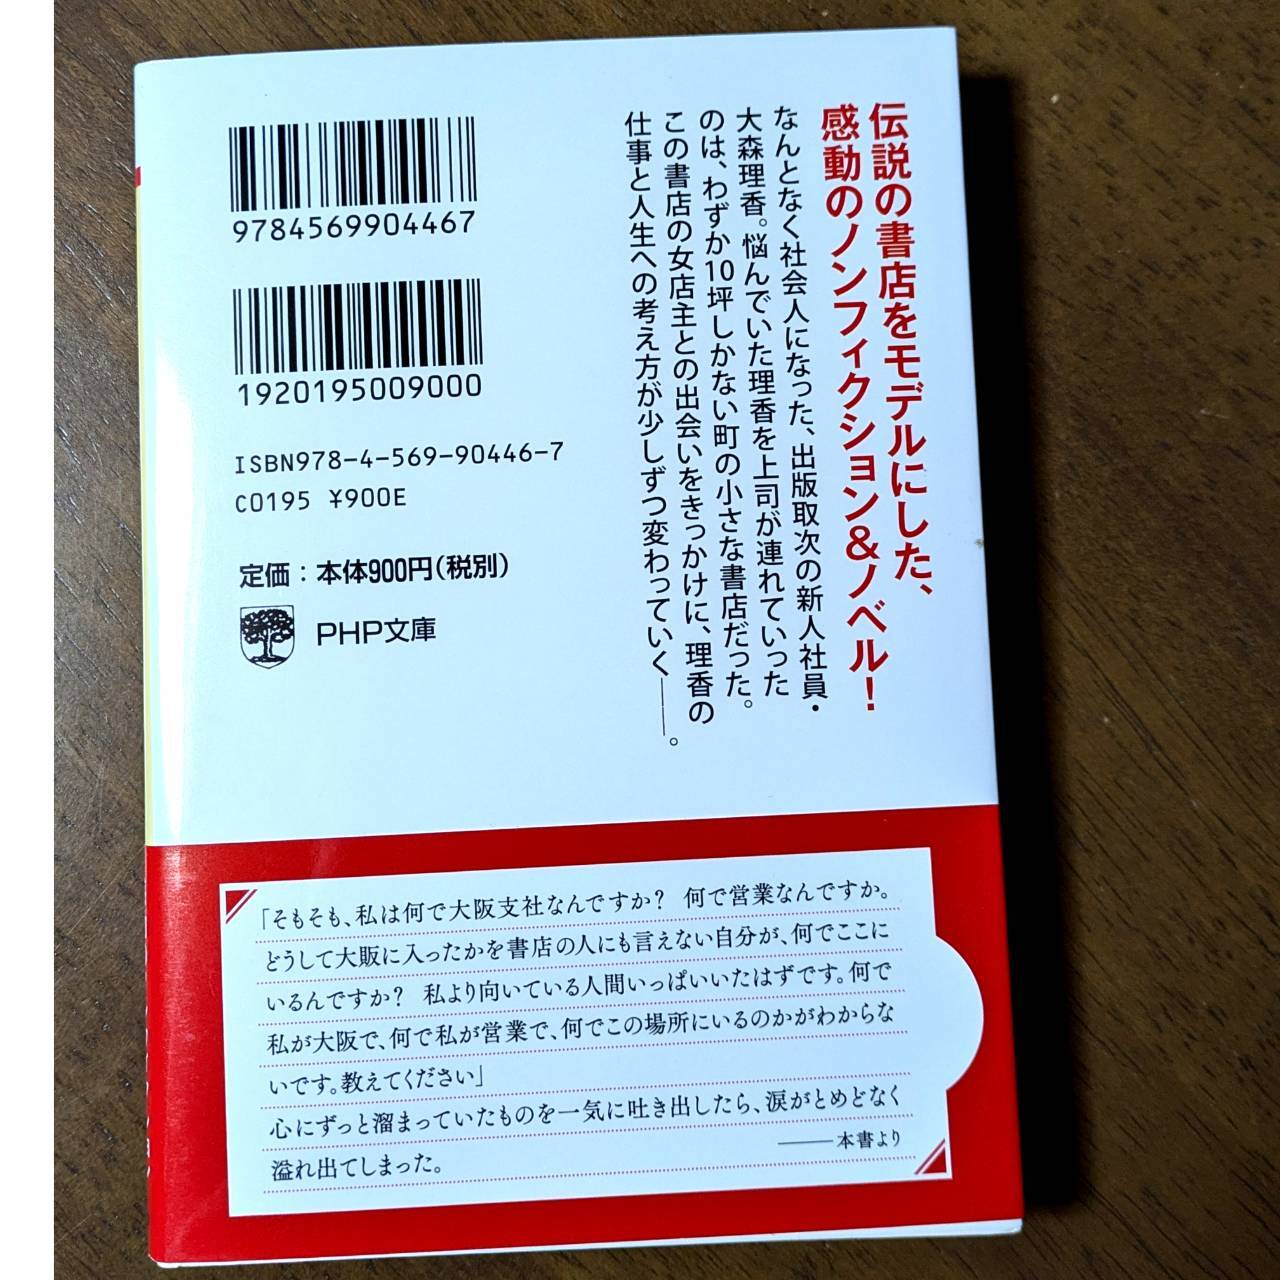 伝説の書店をモデルにした、
感動のノンフィクション&ノベル!
なんとなく社会人になった、出版取次の新人社員・
大森理香。悩んでいた理香を上司が連れていった
のは、わずか10坪しかない町の小さな書店だった。
この書店の女店主との出会いをきっかけに、理香の
仕事と人生への考え方が少しずつ変わっていく――。
9784569904467
1920195009000
ISBN978-4-569-90446-7
C0195 ¥900E
定価:本体900円(税別)
PHP文庫
「そもそも、私は何で大阪支社なんですか? 何で営業なんですか。
どうして大販に入ったかを書店の人にも言えない自分が、何でここに
いるんですか? 私より向いている人間いっぱいいたはずです。何で
私が大阪で、何で私が営業で、何でこの場所にいるのかがわからな
いです。教えてください」
心にずっと溜まっていたものを一気に吐き出したら、涙がとめどなく
溢れ出てしまった。
――本書より